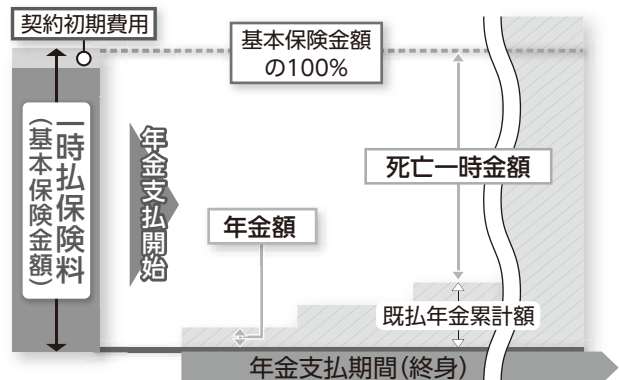 契約初期費用
基本保険金額
の100%
一時払保険料
(基本保険金額)
年金支払開始
年金額
死亡一時金額
既払年金累計額
年金支払期間(終身)